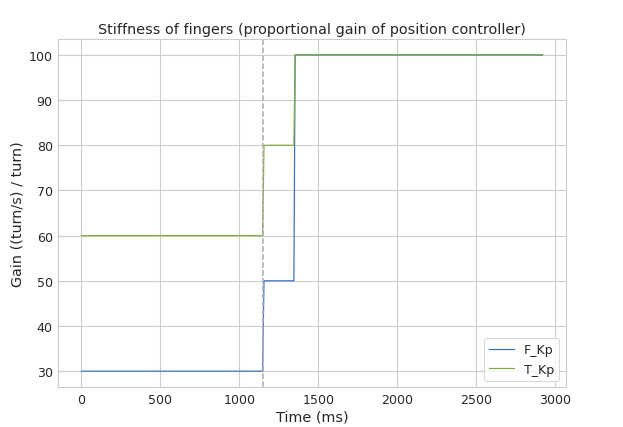 Stiffness of fingers (proportional gain of position controller)
100
90
80
70
60
50
40
30
Gain ((turn/s) / turn)
F_Kp
T_Kp
0 500 1000 1500 2000 2500 3000
Time (ms)